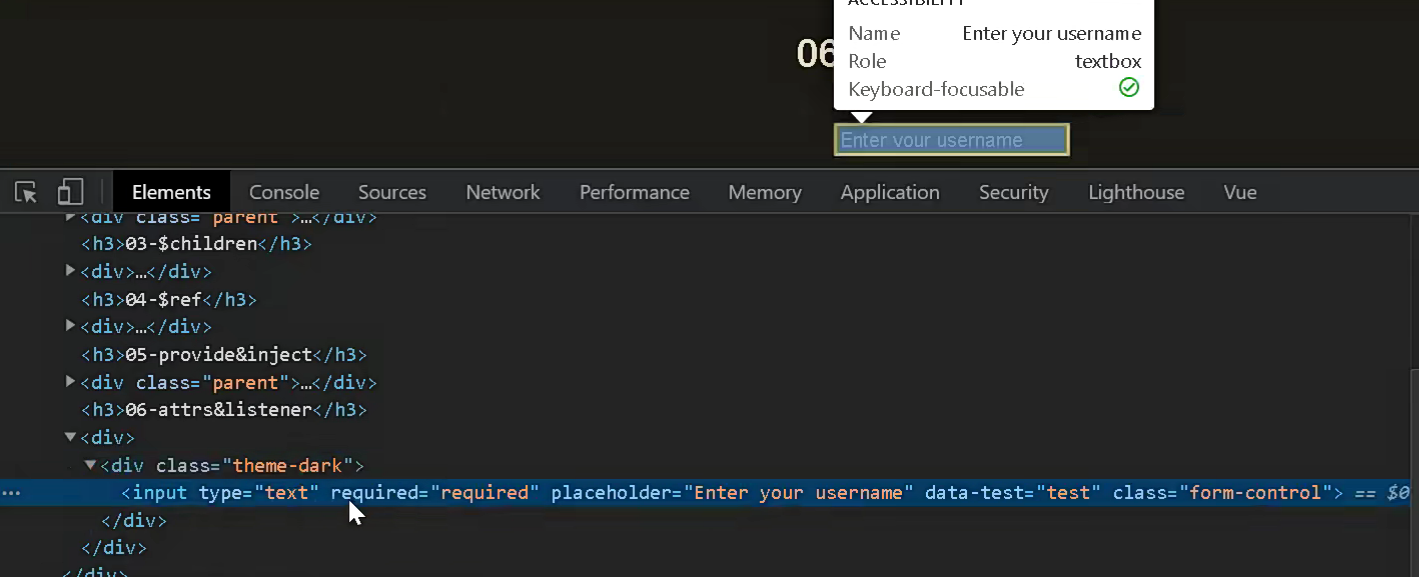 ACCESSIBILITY
Name Enter your username
06
Role textbox
Keyboard-focusable
Enter your username
Elements Console Sources Network Performance Memory Application Security Lighthouse Vue
<div class="parent">…</div>
<h3>03-$children</h3>
<div>…</div>
<h3>04-$ref</h3>
<div>…</div>
<h3>05-provide&inject</h3>
<div class="parent">…</div>
<h3>06-attrs&listener</h3>
<div>
<div class="theme-dark">
<input type="text" required="required" placeholder="Enter your username" data-test="test" class="form-control"> == $0
</div>
</div>
</div>